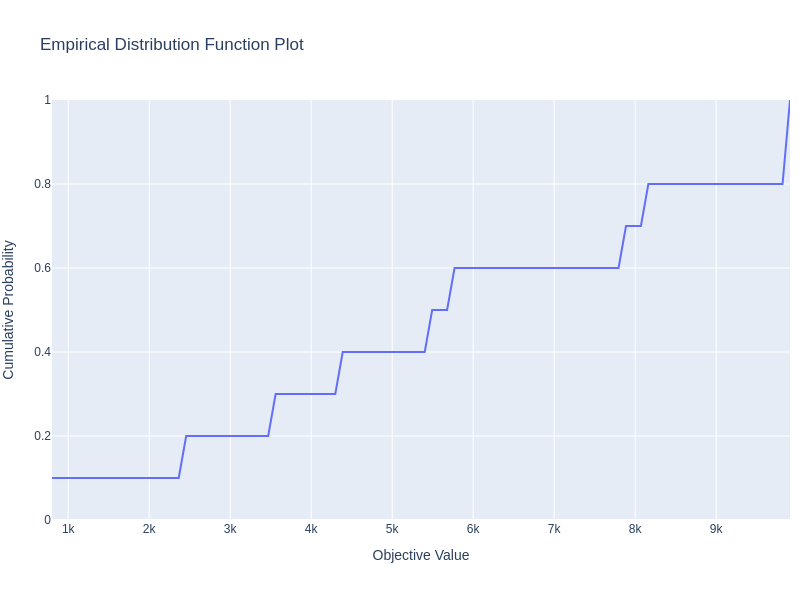 Empirical Distribution Function Plot
Cumulative Probability
1
0.8
0.6
0.4
0.2
0
1k 2k 3k 4k 5k 6k 7k 8k 9k
Objective Value